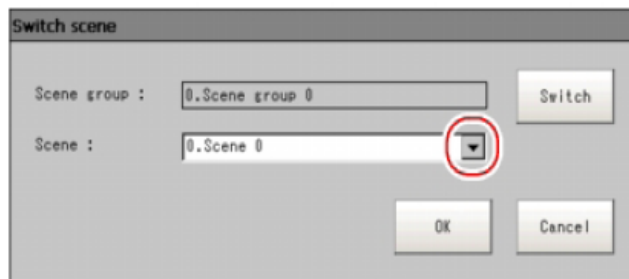 Switch scene
Scene group : 0.Scene group 0 Switch
Scene : 0.Scene 0
OK Cancel